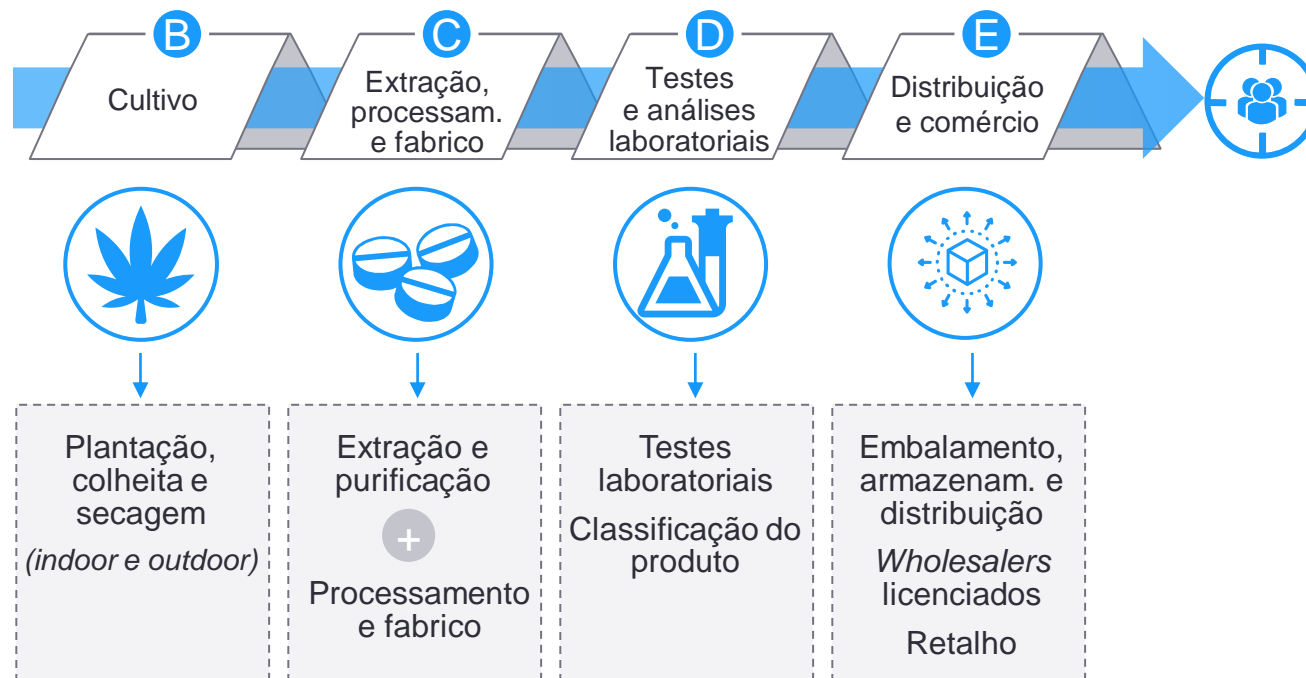 B
Cultivo
C
Extração,
processam.
e fabrico
D
Testes
e análises
laboratoriais
E
Distribuição
e comércio
Plantação,
colheita e
secagem
(indoor e outdoor)
Extração e
purificação
+
Processamento
e fabrico
Testes
laboratoriais
Classificação do
produto
Embalamento,
armazenam. e
distribuição
Wholesalers
licenciados
Retalho